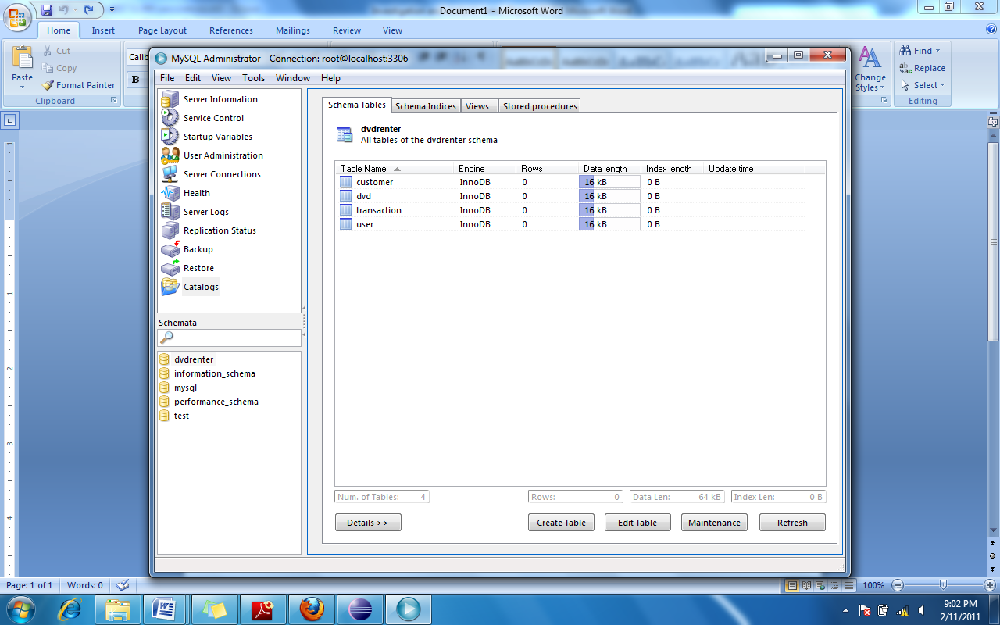 Document1 - Microsoft Word
Home Insert Page Layout References Mailings Review View
Cut
Copy
Format Painter
Paste
Clipboard
Calib
B
Change
Styles
Find
Replace
Select
Editing
MySQL Administrator - Connection: root@localhost:3306
File Edit View Tools Window Help
Server Information
Service Control
Startup Variables
User Administration
Server Connections
Health
Server Logs
Replication Status
Backup
Restore
Catalogs
Schemata
dvdrenter
information_schema
mysql
performance_schema
test
Schema Tables Schema Indices Views Stored procedures
dvdrenter
All tables of the dvdrenter schema
Table Name Engine Rows Data length Index length Update time
customer InnoDB 0 16 kB 0 B
dvd InnoDB 0 16 kB 0 B
transaction InnoDB 0 16 kB 0 B
user InnoDB 0 16 kB 0 B
Num. of Tables: 4 Rows: 0 Data Len: 64 kB Index Len: 0 B
Details >> Create Table Edit Table Maintenance Refresh
1
2
3
4
Page: 1 of 1 Words: 0 100%
9:02 PM
2/11/2011